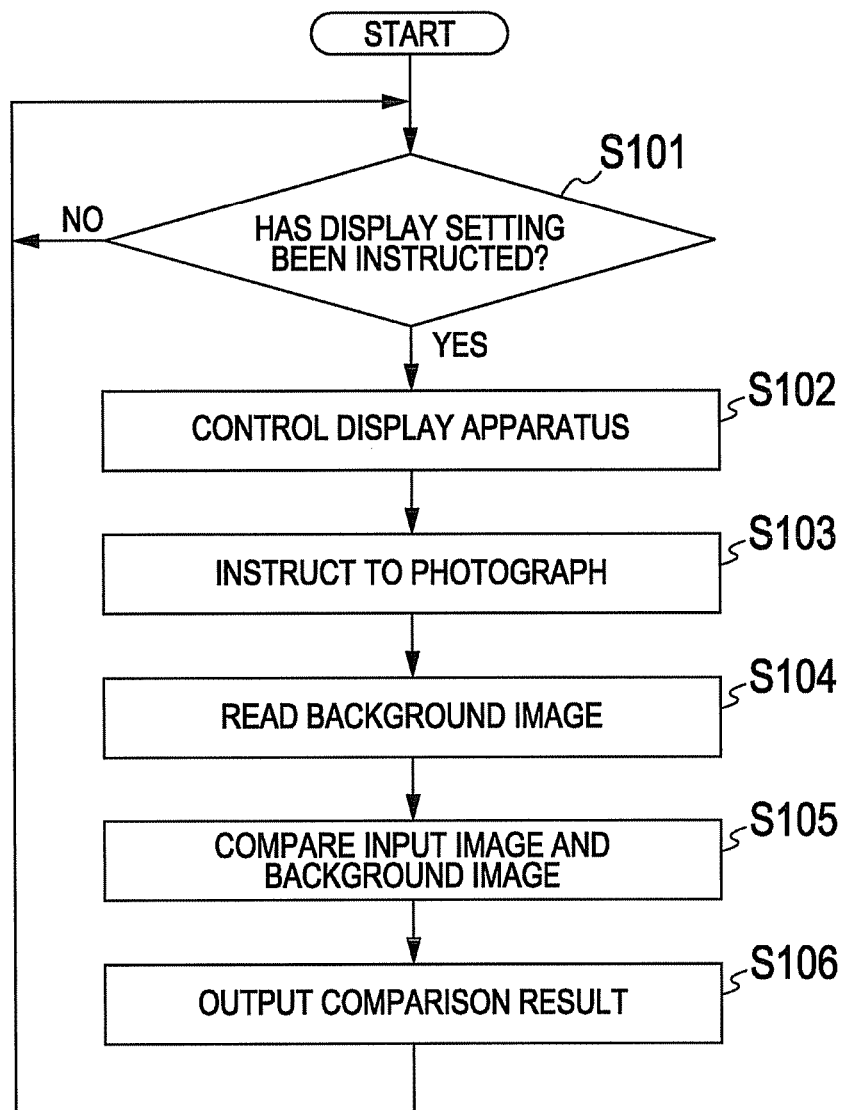 START
S101
NO
HAS DISPLAY SETTING
BEEN INSTRUCTED?
YES
S102
CONTROL DISPLAY APPARATUS
S103
INSTRUCT TO PHOTOGRAPH
S104
READ BACKGROUND IMAGE
S105
COMPARE INPUT IMAGE AND
BACKGROUND IMAGE
S106
OUTPUT COMPARISON RESULT